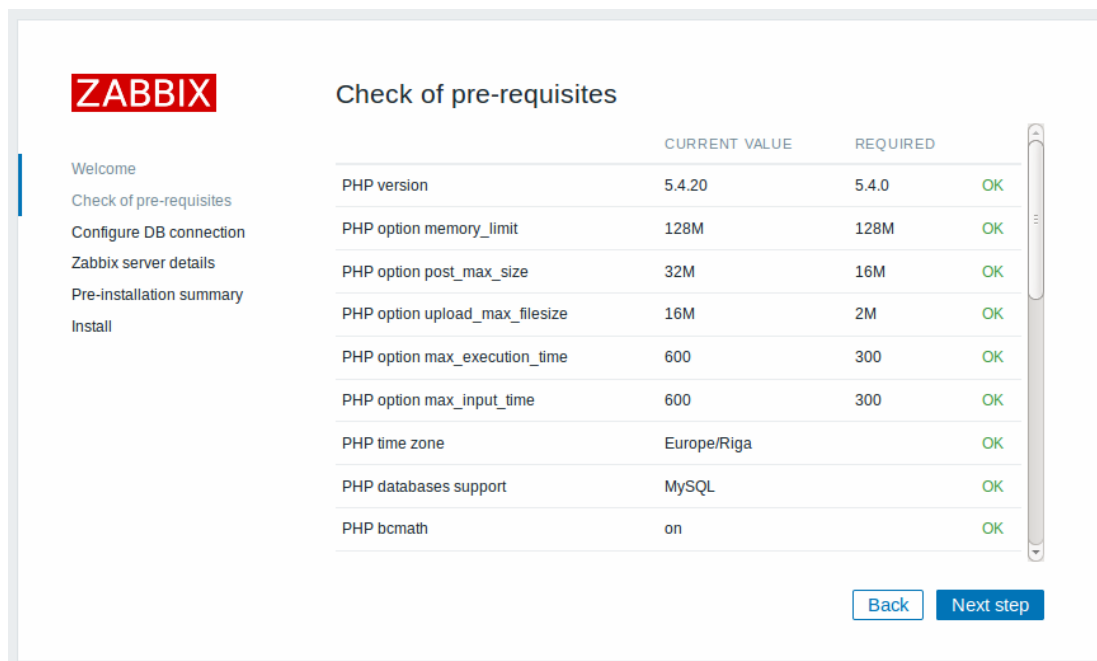 ZABBIX
Welcome
Check of pre-requisites
Configure DB connection
Zabbix server details
Pre-installation summary
Install
Check of pre-requisites
CURRENT VALUE REQUIRED
PHP version 5.4.20 5.4.0 OK
PHP option memory_limit 128M 128M OK
PHP option post_max_size 32M 16M OK
PHP option upload_max_filesize 16M 2M OK
PHP option max_execution_time 600 300 OK
PHP option max_input_time 600 300 OK
PHP time zone Europe/Riga OK
PHP databases support MySQL OK
PHP bcmath on OK
Back Next step